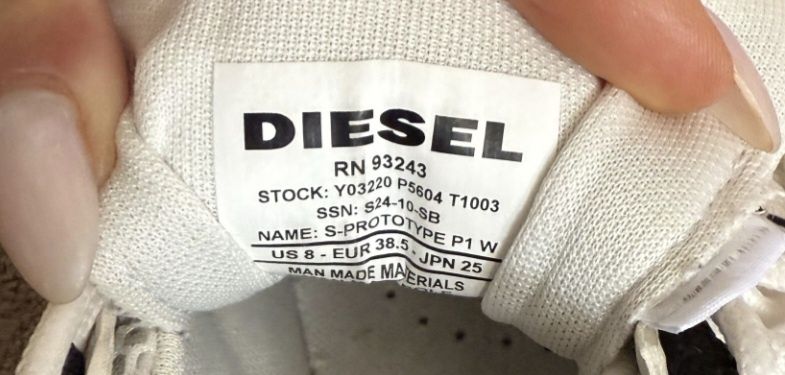 DIESEL
RN 93243
STOCK: Y03220 P5604 T1003
SSN: S24-10-SB
NAME: S-PROTOTYPE P1 W
US 8 - EUR 38.5 - JPN 25
MAN MADE MATERIALS